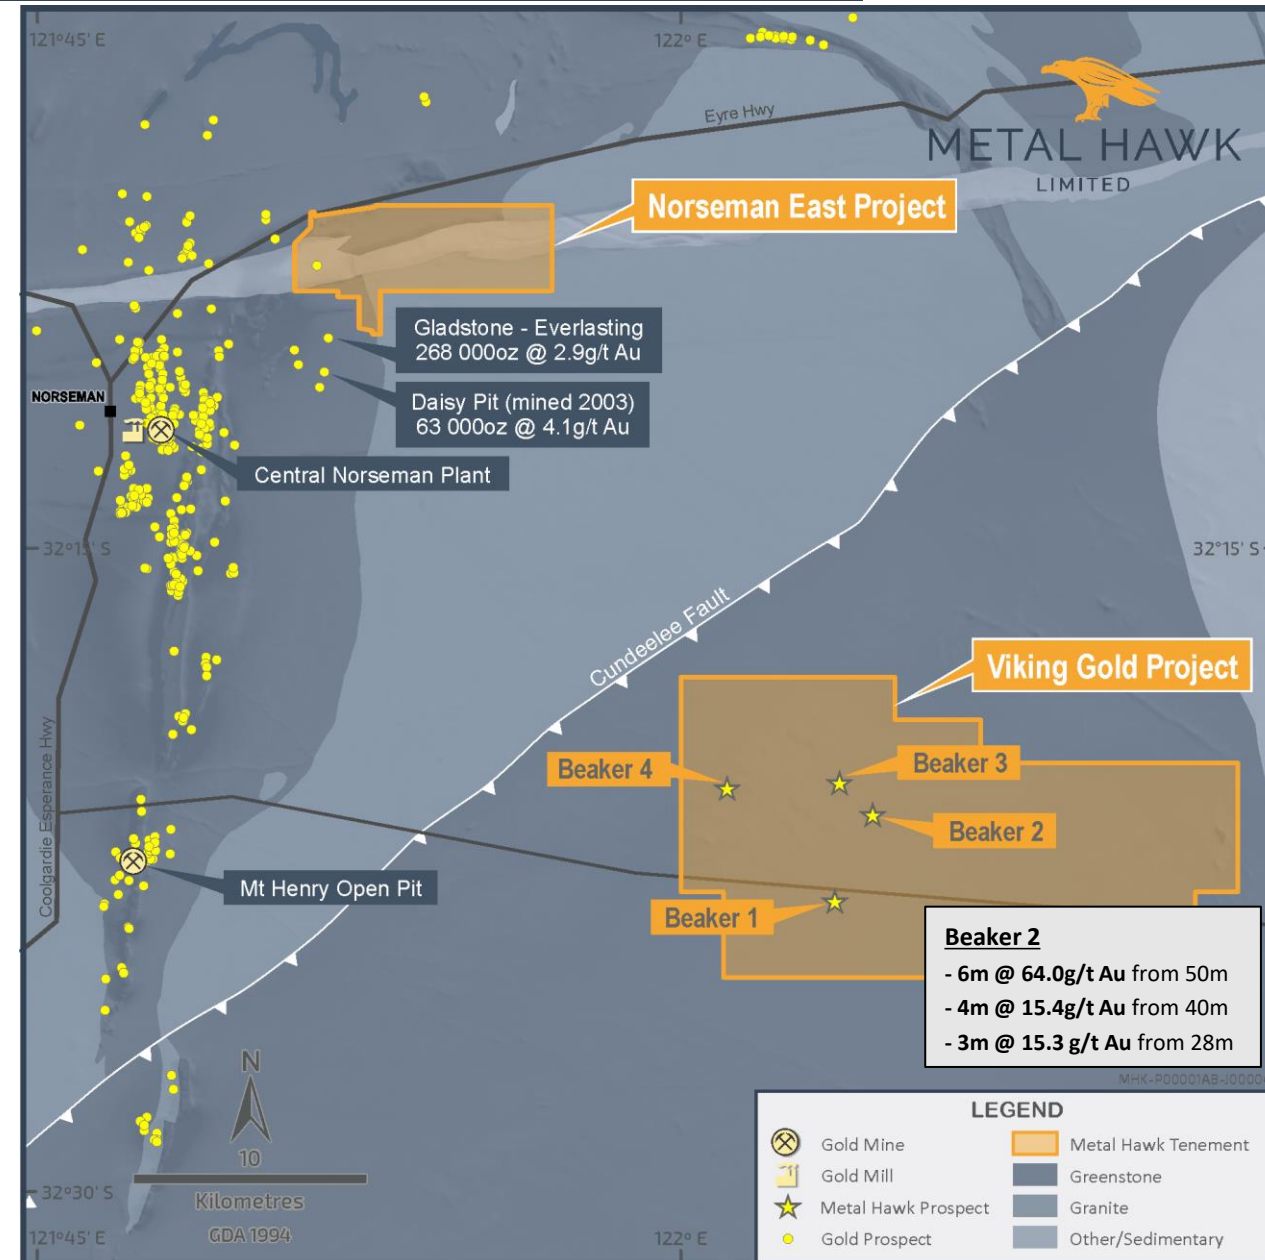 121°45' E
122° E
Eyre Hwy
METAL HAWK
LIMITED
Norseman East Project
Gladstone - Everlasting
268 000oz @ 2.9g/t Au
NORSEMAN
Daisy Pit (mined 2003)
63 000oz @ 4.1g/t Au
Central Norseman Plant
32°15' S
32°15' S
Cundeelee Fault
Viking Gold Project
Beaker 4
Beaker 3
Beaker 2
Coolgardie Esperance Hwy
Mt Henry Open Pit
Beaker 1
Beaker 2
- 6m @ 64.0g/t Au from 50m
- 4m @ 15.4g/t Au from 40m
- 3m @ 15.3 g/t Au from 28m
N
10
Kilometres
GDA 1994
32°30' S
121°45' E
122° E
LEGEND
Gold Mine
Gold Mill
Metal Hawk Prospect
Gold Prospect
Metal Hawk Tenement
Greenstone
Granite
Other/Sedimentary